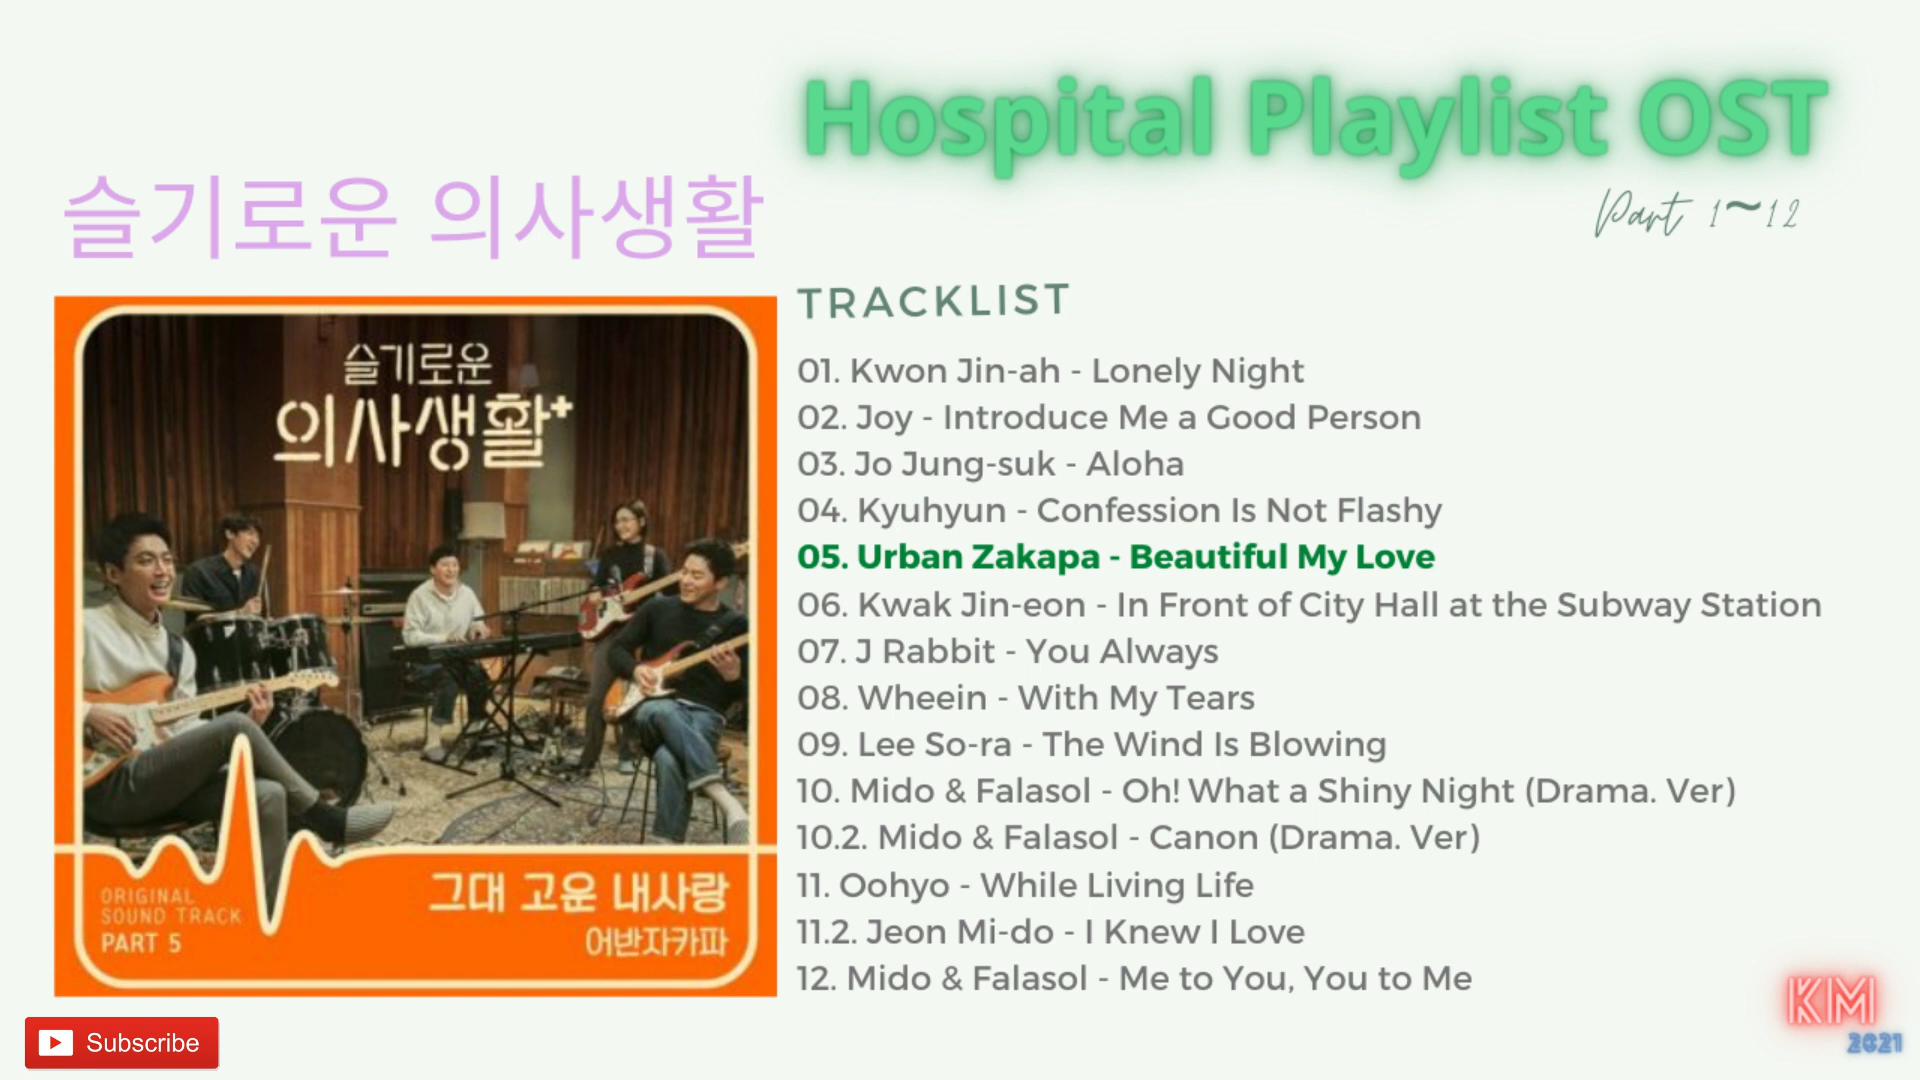 Hospital Playlist OST
Part 1~12
슬기로운 의사생활
슬기로운
의사생활+
ORIGINAL
SOUND TRACK
PART 5
그대 고운 내사랑
어반자카파
TRACKLIST
01. Kwon Jin-ah - Lonely Night
02. Joy - Introduce Me a Good Person
03. Jo Jung-suk - Aloha
04. Kyuhyun - Confession Is Not Flashy
05. Urban Zakapa - Beautiful My Love
06. Kwak Jin-eon - In Front of City Hall at the Subway Station
07. J Rabbit - You Always
08. Wheein - With My Tears
09. Lee So-ra - The Wind Is Blowing
10. Mido & Falasol - Oh! What a Shiny Night (Drama. Ver)
10.2. Mido & Falasol - Canon (Drama. Ver)
11. Oohyo - While Living Life
11.2. Jeon Mi-do - I Knew I Love
12. Mido & Falasol - Me to You, You to Me
Subscribe
KM
2021